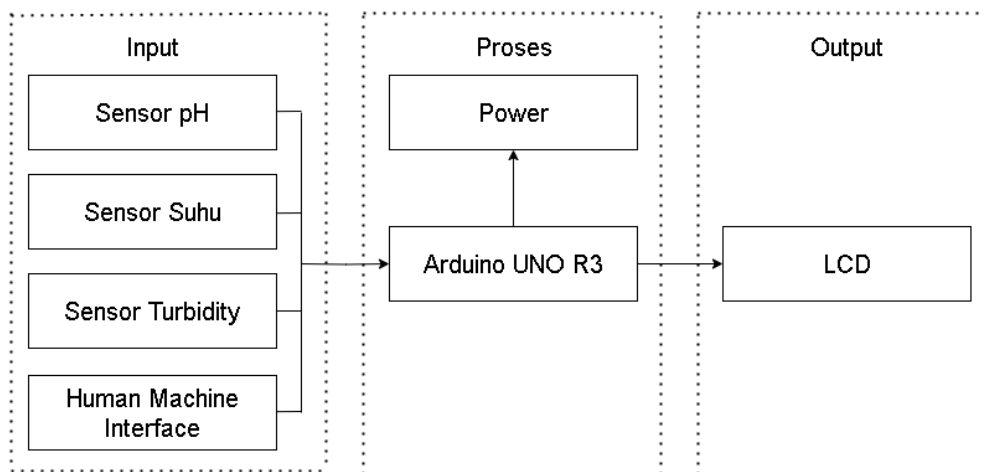 Input
Sensor pH
Sensor Suhu
Sensor Turbidity
Human Machine
Interface
Proses
Power
Arduino UNO R3
Output
LCD